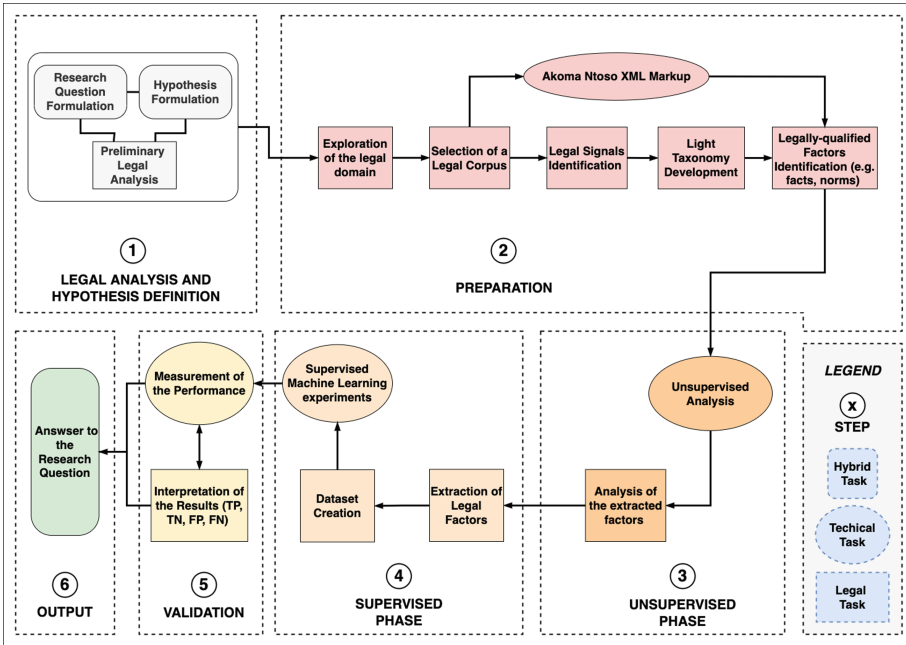 Research
Question
Formulation
Hypothesis
Formulation
Preliminary
Legal
Analysis
1
LEGAL ANALYSIS AND
HYPOTHESIS DEFINITION
Akoma Ntoso XML Markup
Exploration
of the legal
domain
Selection of a
Legal Corpus
Legal Signals
Identification
Light
Taxonomy
Development
Legally-qualified
Factors
Identification (e.g.
facts, norms)
2
PREPARATION
Unsupervised
Analysis
Analysis of
the extracted
factors
3
UNSUPERVISED
PHASE
Supervised
Machine Learning
experiments
Extraction of
Legal
Factors
Dataset
Creation
4
SUPERVISED
PHASE
Measurement of
the Performance
Interpretation of
the Results (TP,
TN, FP, FN)
5
VALIDATION
Answser to
the
Research
Question
6
OUTPUT
LEGEND
X
STEP
Hybrid
Task
Techical
Task
Legal
Task